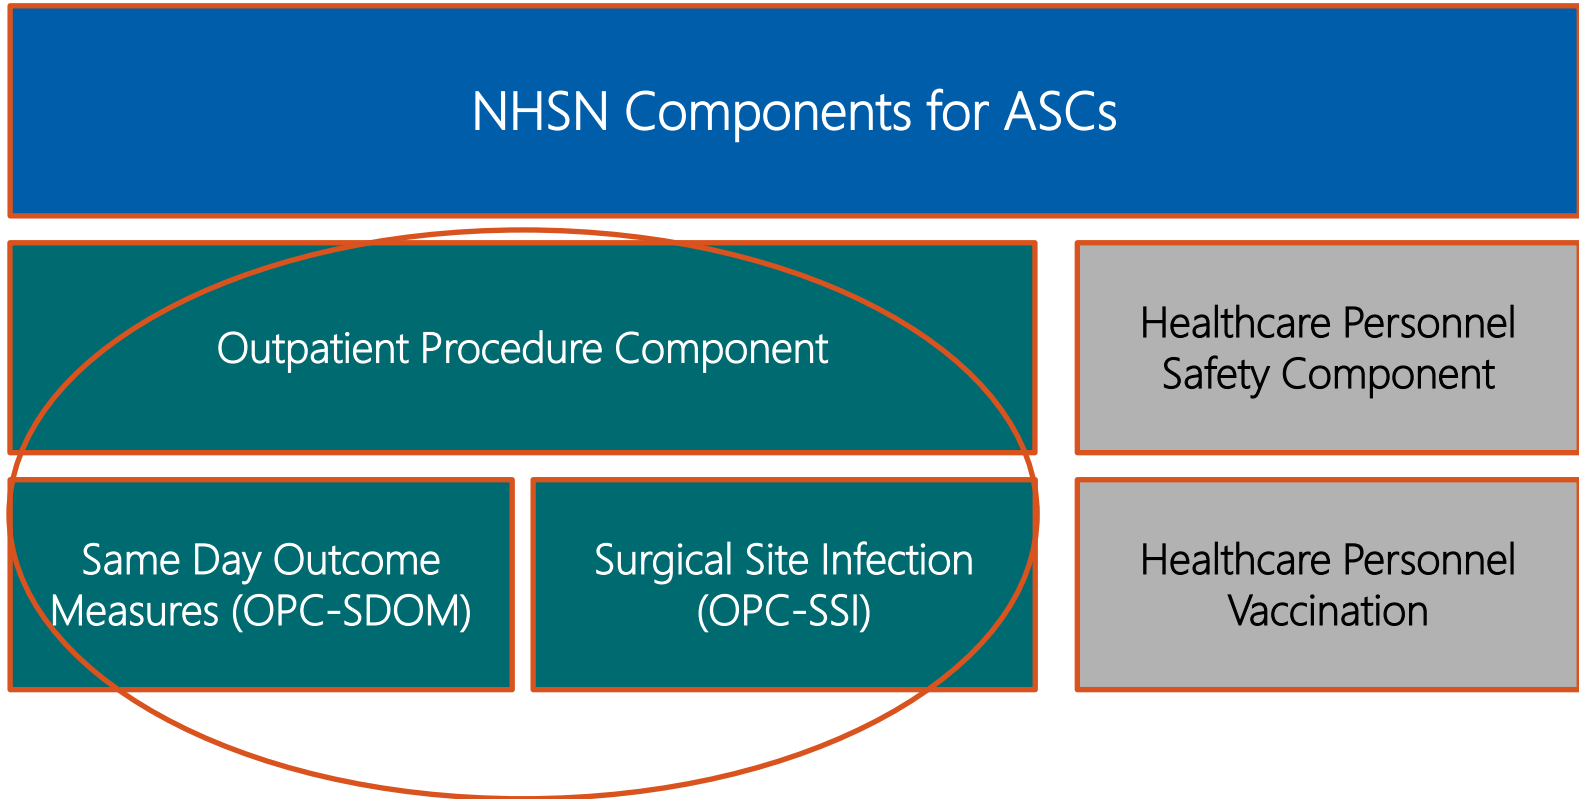 NHSN Components for ASCs
Outpatient Procedure Component
Healthcare Personnel
Safety Component
Same Day Outcome
Measures (OPC-SDOM)
Surgical Site Infection
(OPC-SSI)
Healthcare Personnel
Vaccination